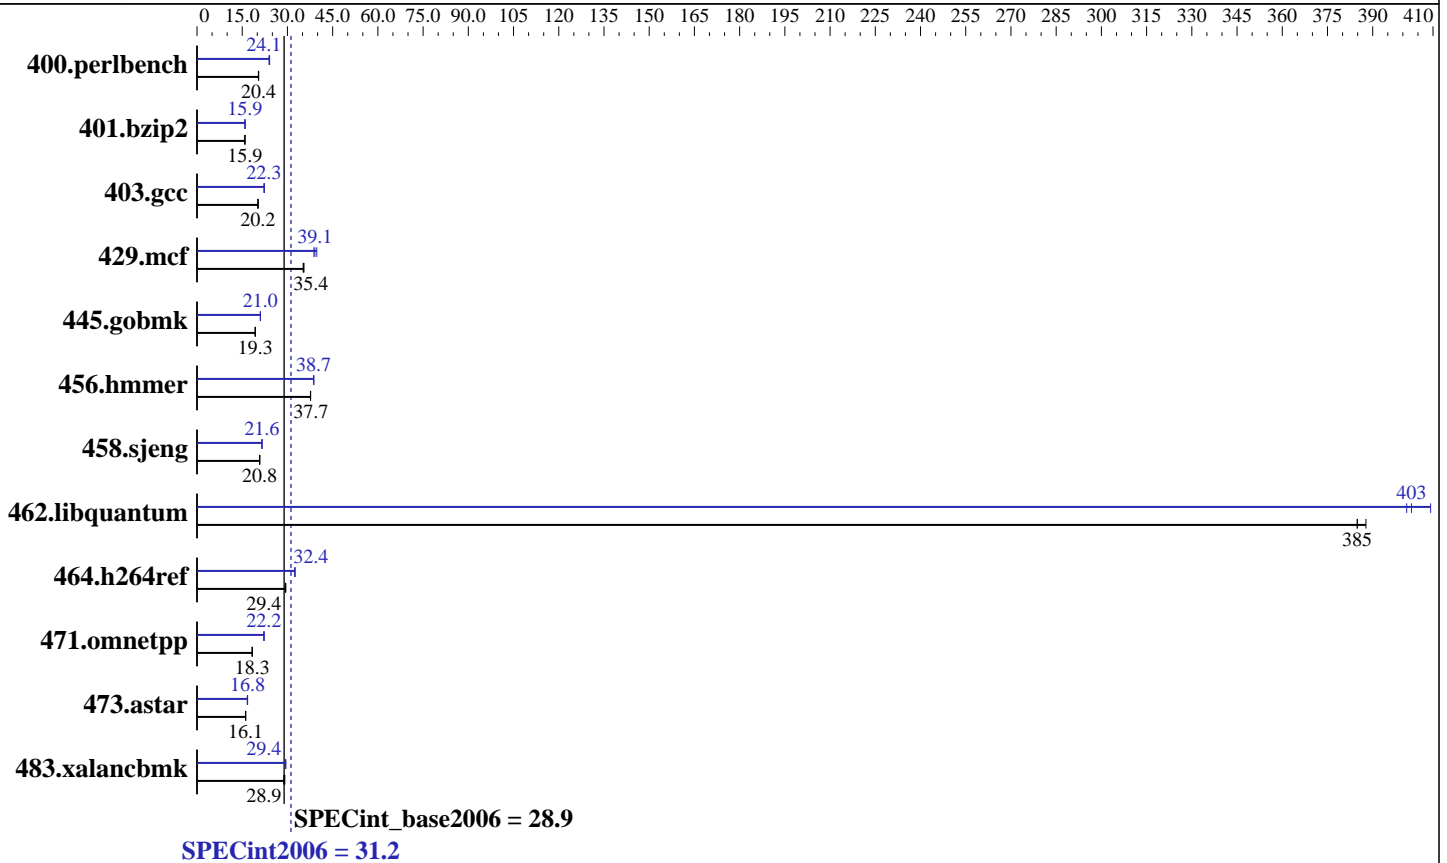 0 15.0 30.0 45.0 60.0 75.0 90.0 105 120 135 150 165 180 195 210 225 240 255 270 285 300 315 330 345 360 375 390 410
24.1
400.perlbench
20.4
15.9
401.bzip2
15.9
22.3
403.gcc
20.2
39.1
429.mcf
35.4
21.0
445.gobmk
19.3
38.7
456.hmmer
37.7
21.6
458.sjeng
20.8
403
462.libquantum
385
32.4
464.h264ref
29.4
22.2
471.omnetpp
18.3
16.8
473.astar
16.1
29.4
483.xalancbmk
28.9
SPECint_base2006 = 28.9
SPECint2006 = 31.2